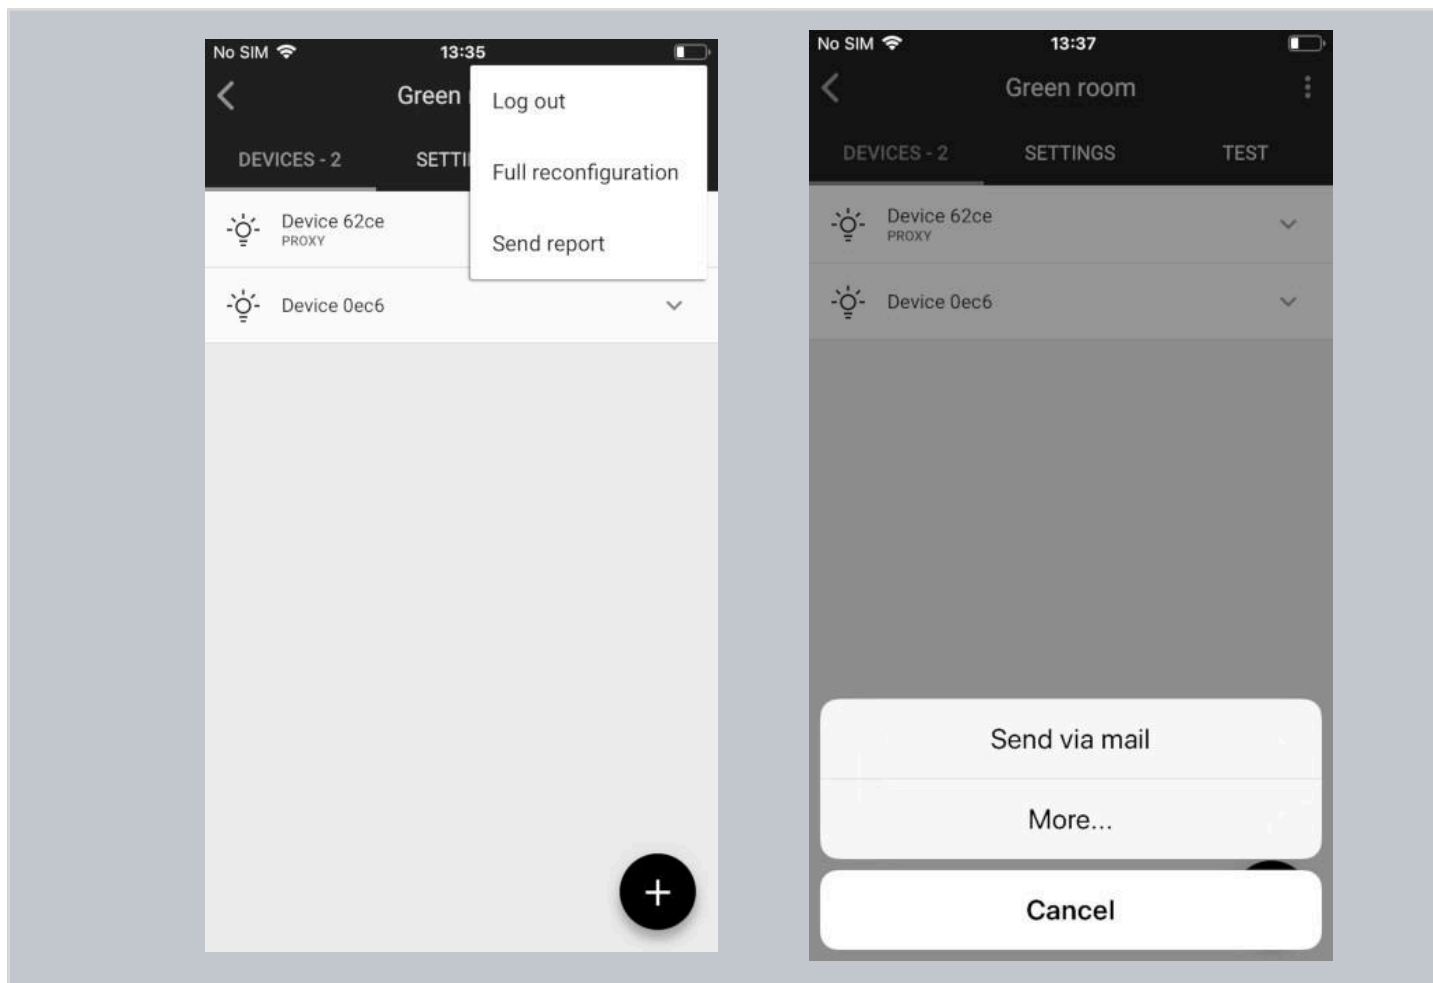 No SIM 13:35
Green
Log out
DEVICES - 2 SETTI
Full reconfiguration
Device 62ce
PROXY
Send report
Device 0ec6
No SIM 13:37
Green room
DEVICES - 2 SETTINGS TEST
Device 62ce
PROXY
Device 0ec6
Send via mail
More...
Cancel